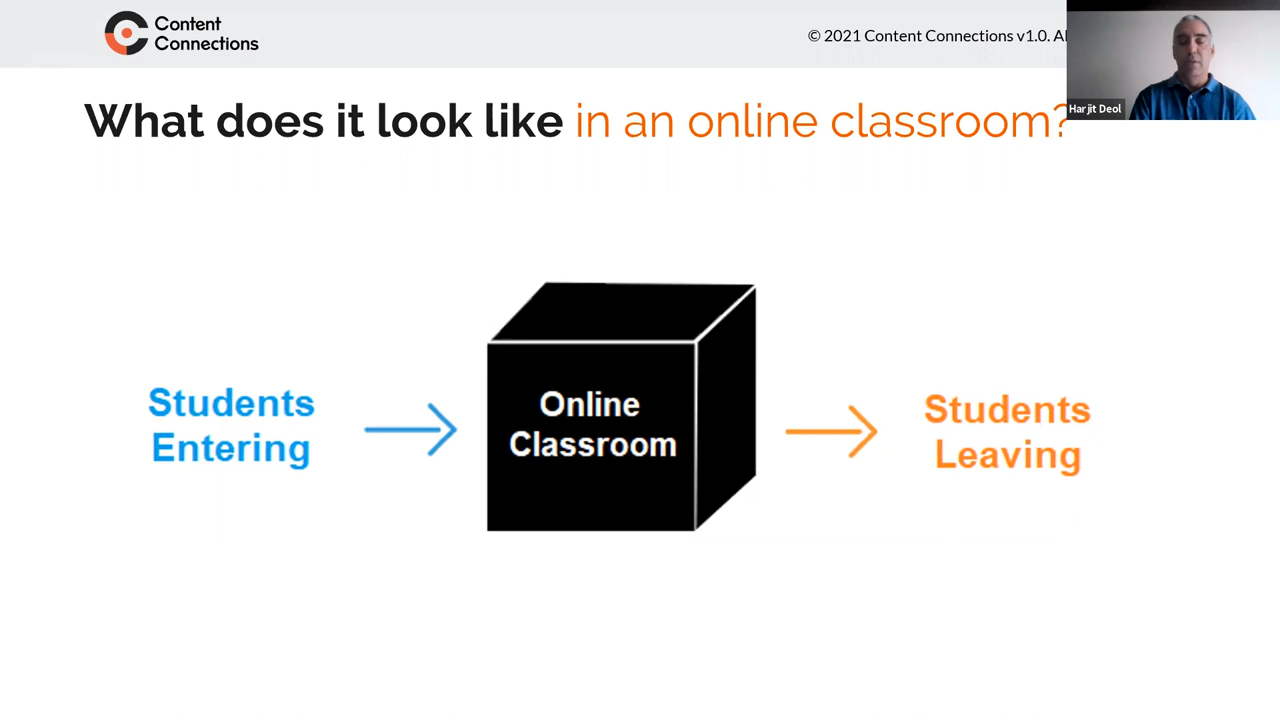 Content
Connections
© 2021 Content Connections v1.0.
Harjit Deol
What does it look like in an online classroom?
Students
Entering
Online
Classroom
Students
Leaving